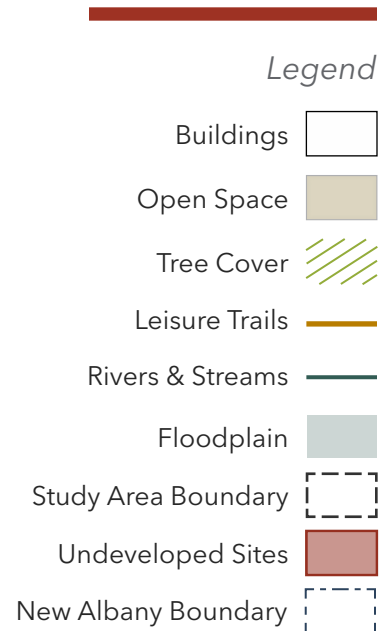 Legend
Buildings
Open Space
Tree Cover
Leisure Trails
Rivers & Streams
Floodplain
Study Area Boundary
Undeveloped Sites
New Albany Boundary